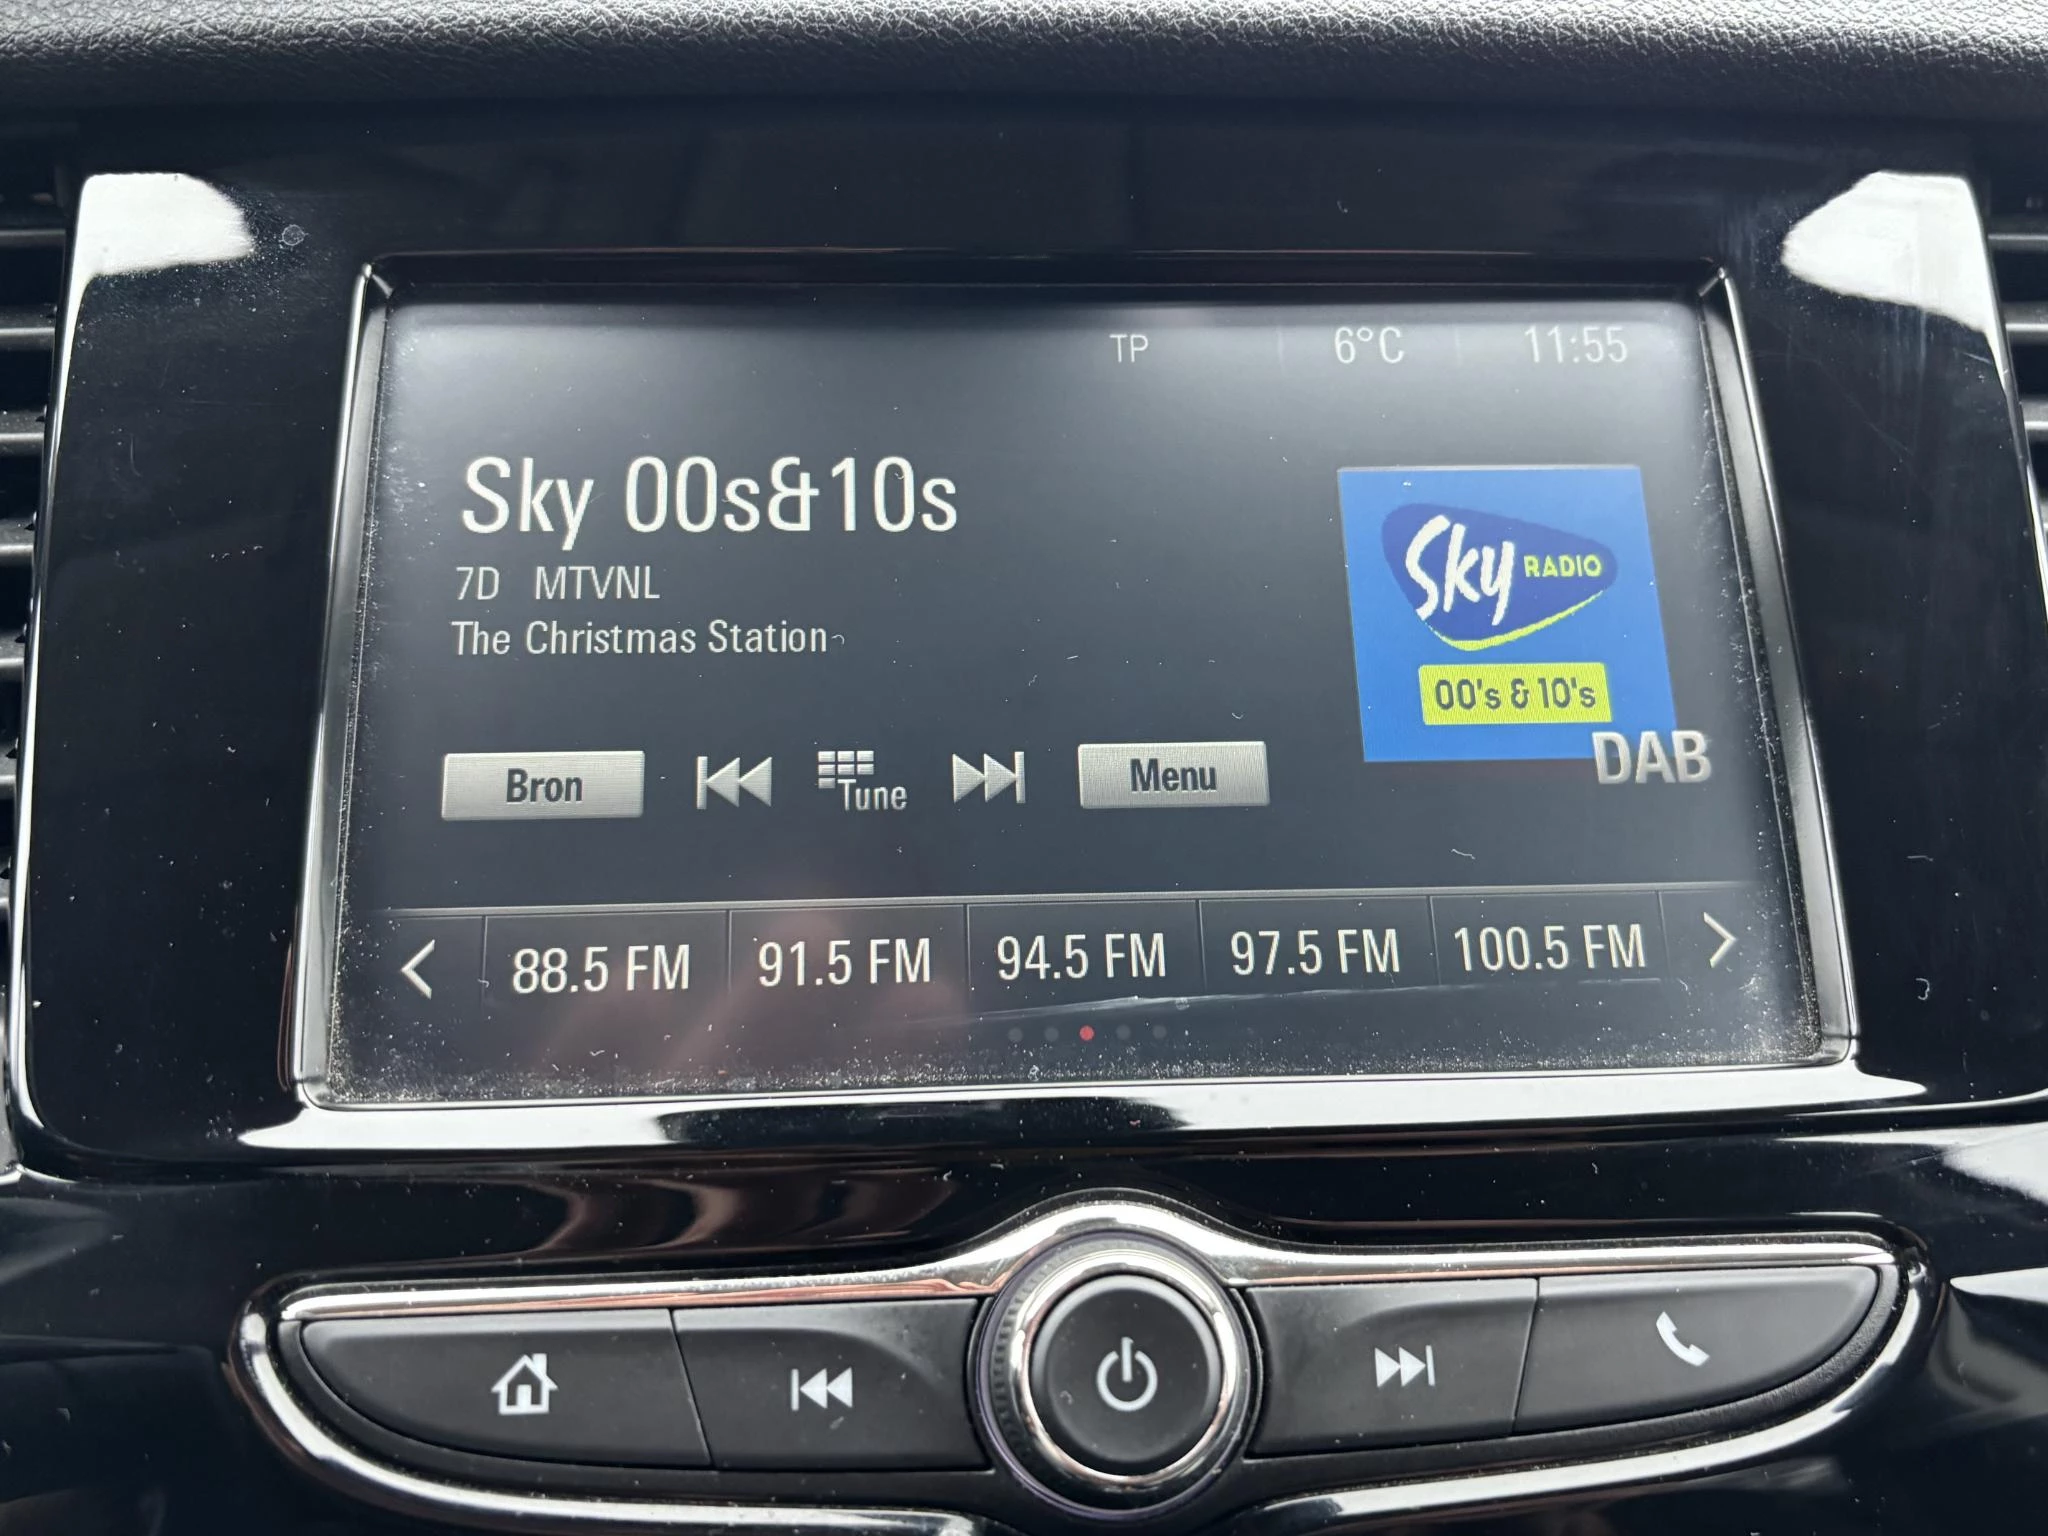 TP 6°C 11:55
Sky 00s&10s
7D MTVNL
The Christmas Station
Sky RADIO
00's & 10's
DAB
Bron Tune Menu
88.5 FM 91.5 FM 94.5 FM 97.5 FM 100.5 FM